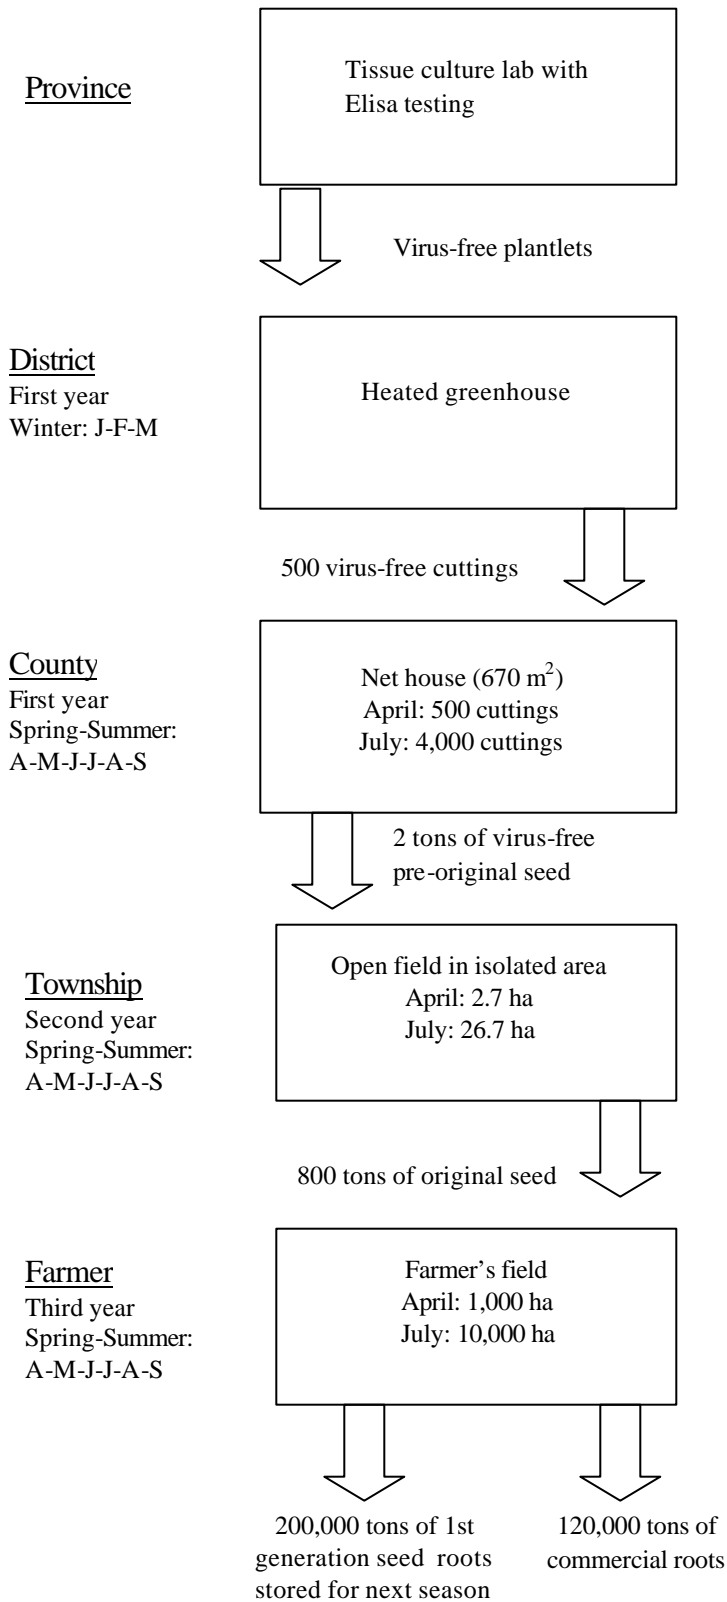 Province
Tissue culture lab with
Elisa testing
Virus-free plantlets
District
First year
Winter: J-F-M
Heated greenhouse
500 virus-free cuttings
County
First year
Spring-Summer:
A-M-J-J-A-S
Net house (670 m²)
April: 500 cuttings
July: 4,000 cuttings
2 tons of virus-free
pre-original seed
Township
Second year
Spring-Summer:
A-M-J-J-A-S
Open field in isolated area
April: 2.7 ha
July: 26.7 ha
800 tons of original seed
Farmer
Third year
Spring-Summer:
A-M-J-J-A-S
Farmer's field
April: 1,000 ha
July: 10,000 ha
200,000 tons of 1st
generation seed roots
stored for next season
120,000 tons of
commercial roots